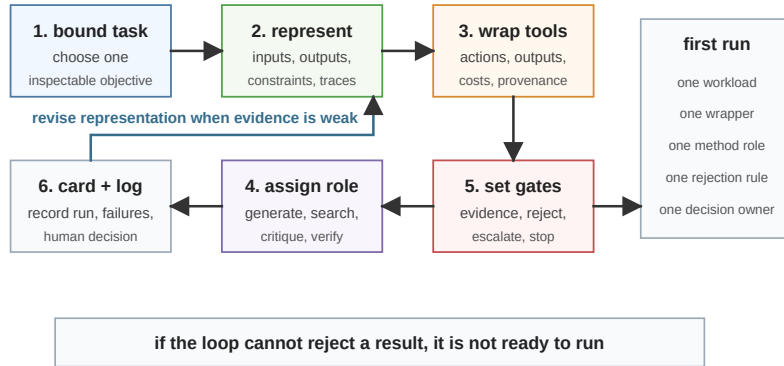 1. bound task
choose one
inspectable objective
2. represent
inputs, outputs,
constraints, traces
3. wrap tools
actions, outputs,
costs, provenance
first run
one workload
one wrapper
one method role
one rejection rule
one decision owner
revise representation when evidence is weak
6. card + log
record run, failures,
human decision
4. assign role
generate, search,
critique, verify
5. set gates
evidence, reject,
escalate, stop
if the loop cannot reject a result, it is not ready to run